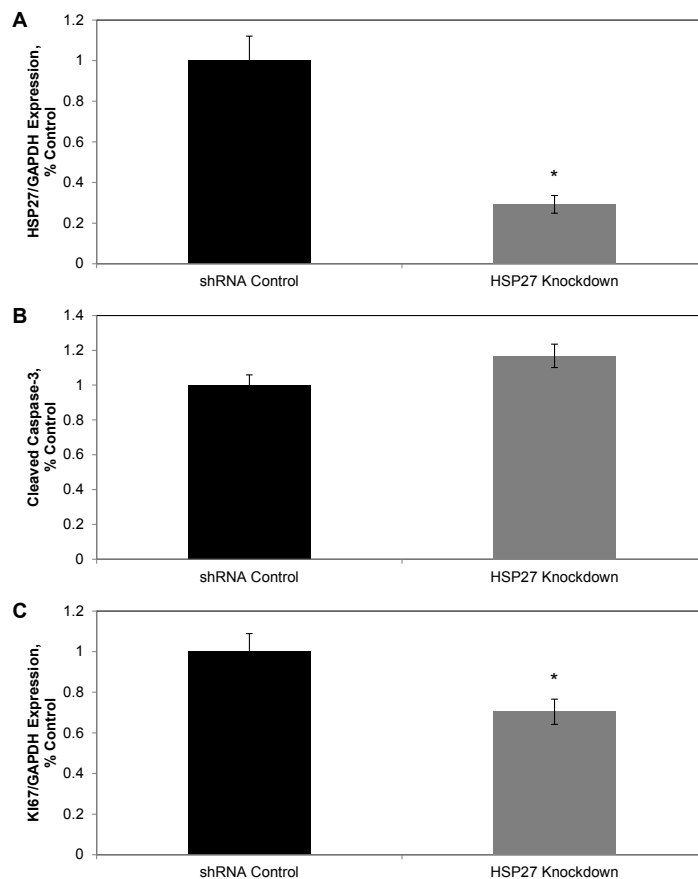 A
HSP27/GAPDH Expression,
% Control
1.2
1
0.8
0.6
0.4
0.2
0
*
shRNA Control HSP27 Knockdown
B
Cleaved Caspase-3,
% Control
1.4
1.2
1
0.8
0.6
0.4
0.2
0
shRNA Control HSP27 Knockdown
C
KI67/GAPDH Expression,
% Control
1.2
1
0.8
0.6
0.4
0.2
0
*
shRNA Control HSP27 Knockdown